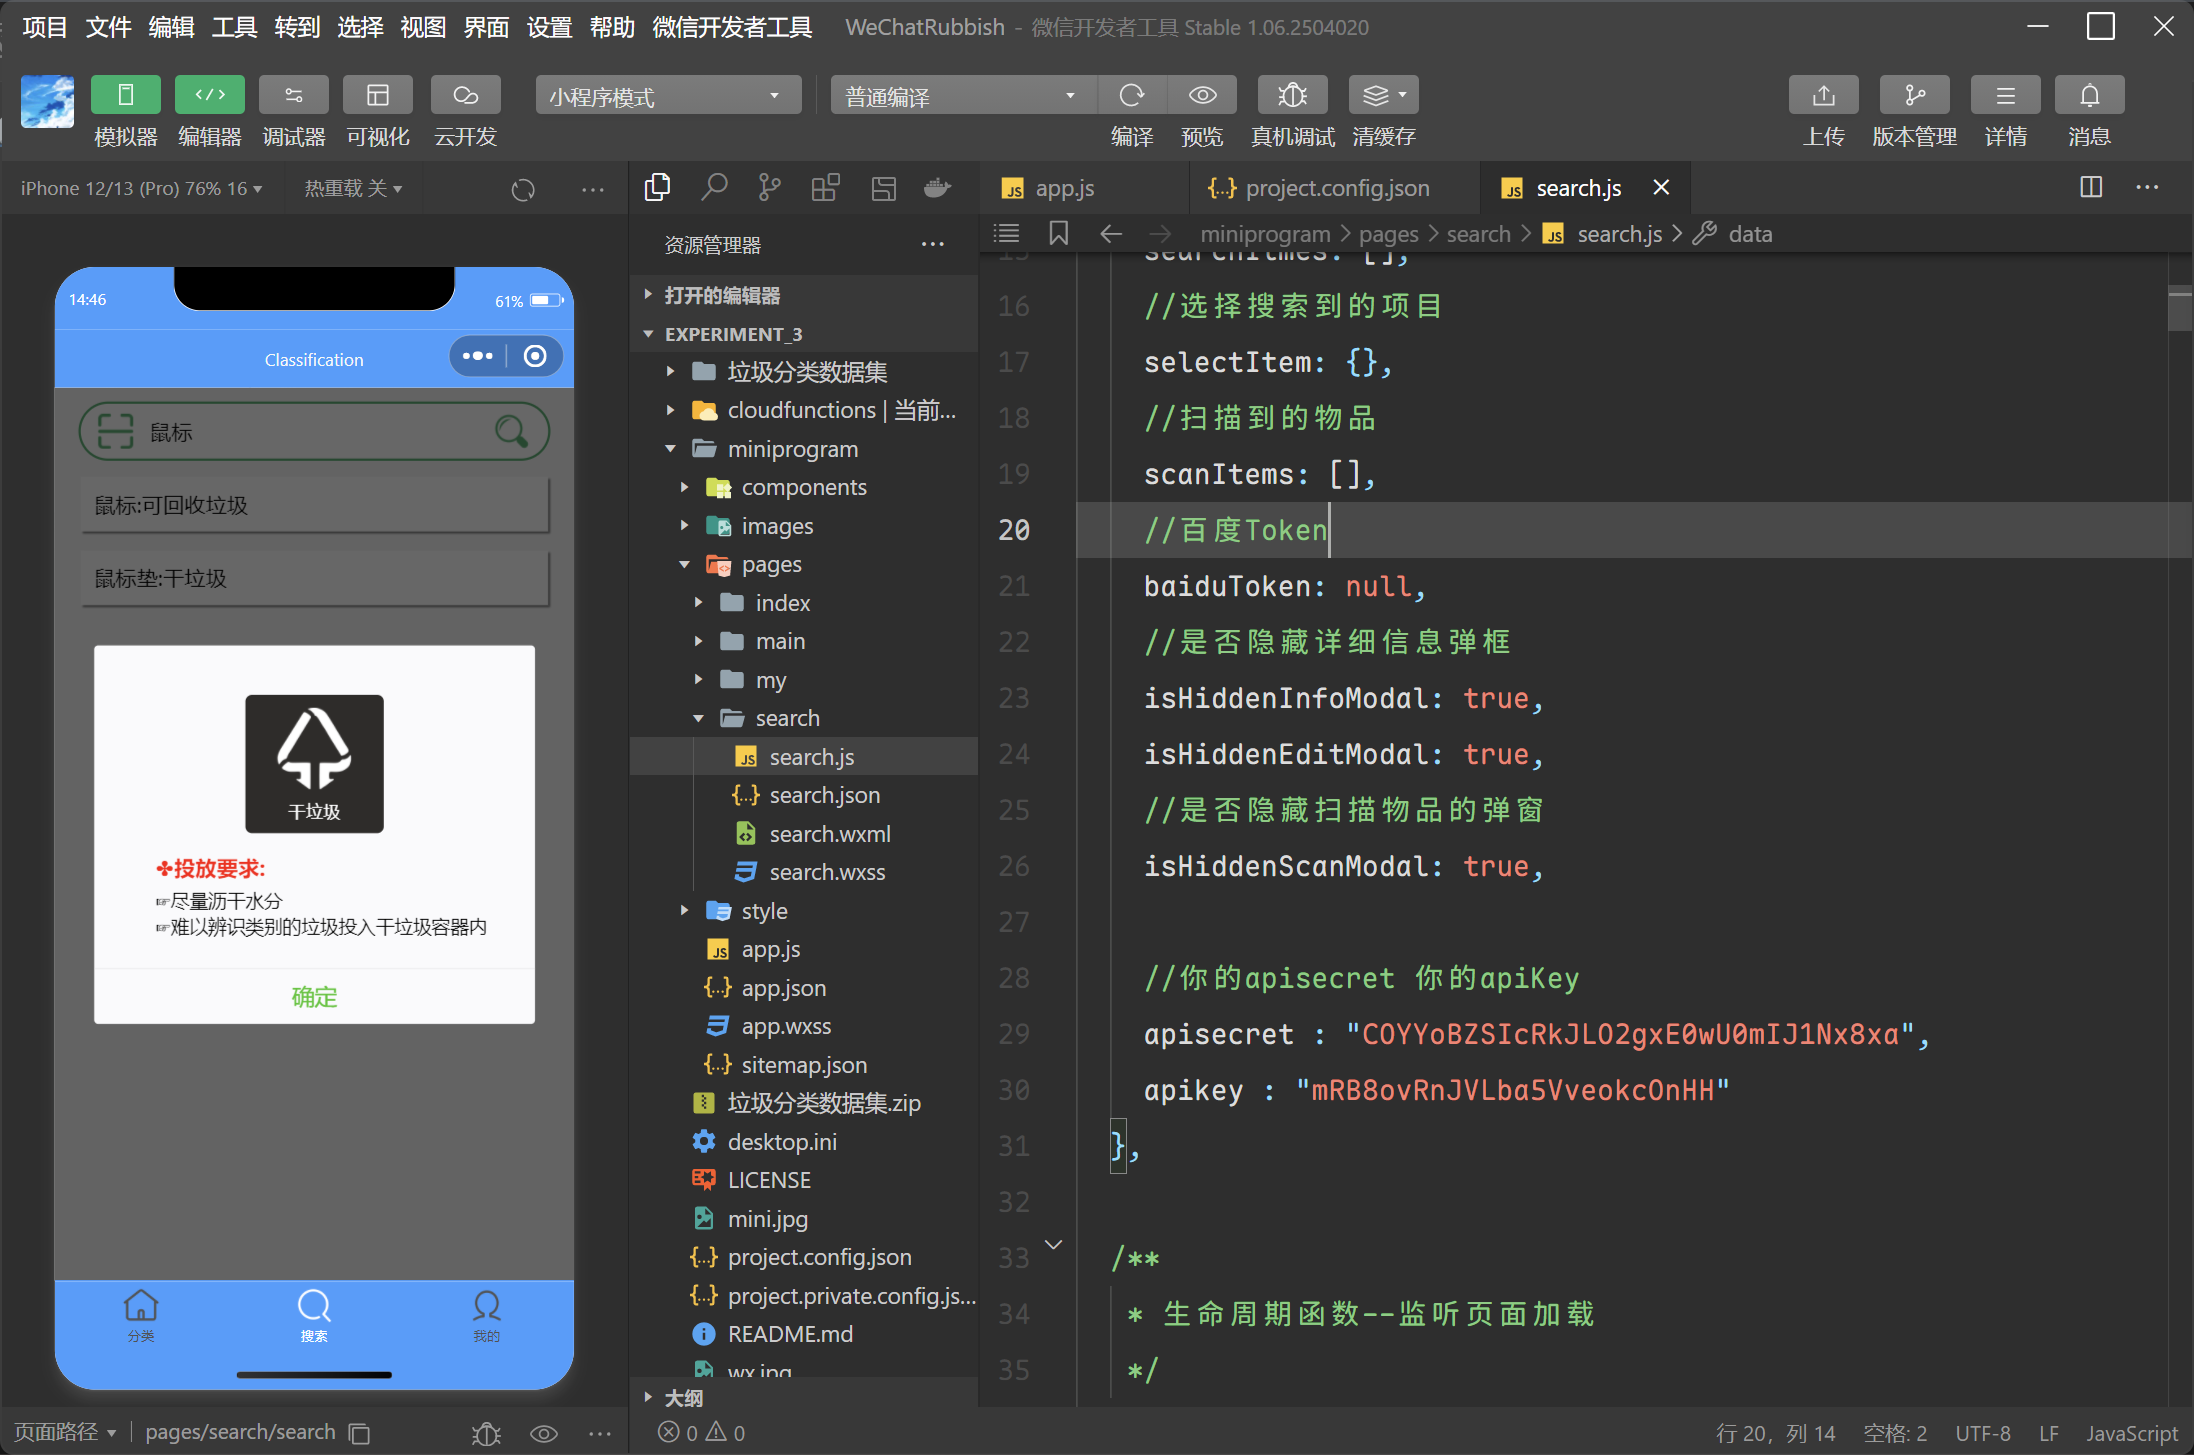 项目 文件 编辑 工具 转到 选择 视图 界面 设置 帮助 微信开发者工具 WeChatRubbish - 微信开发者工具 Stable 1.06.2504020
小程序模式 普通编译
模拟器 编辑器 调试器 可视化 云开发 编译 预览 真机调试 清缓存 上传 版本管理 详情 消息
iPhone 12/13 (Pro) 76% 16 热重载 关
14:46 61%
Classification
鼠标
鼠标:可回收垃圾
鼠标垫:干垃圾
干垃圾
✤投放要求:
☞尽量沥干水分
☞难以辨识类别的垃圾投入干垃圾容器内
确定
分类 搜索 我的
页面路径 pages/search/search
资源管理器
打开的编辑器
EXPERIMENT_3
垃圾分类数据集
cloudfunctions | 当前...
miniprogram
components
images
pages
index
main
my
search
search.js
search.json
search.wxml
search.wxss
style
app.js
app.json
app.wxss
sitemap.json
垃圾分类数据集.zip
desktop.ini
LICENSE
mini.jpg
project.config.json
project.private.config.js...
README.md
wx.jpg
大纲
0 0
app.js project.config.json search.js
miniprogram > pages > search > search.js > data
15 searchItmes: [],
16 //选择搜索到的项目
17 selectItem: {},
18 //扫描到的物品
19 scanItems: [],
20 //百度Token
21 baiduToken: null,
22 //是否隐藏详细信息弹框
23 isHiddenInfoModal: true,
24 isHiddenEditModal: true,
25 //是否隐藏扫描物品的弹窗
26 isHiddenScanModal: true,
27
28 //你的apisecret 你的apiKey
29 apisecret : "COYYoBZSIcRkJLO2gxE0wU0mIJ1Nx8xa",
30 apikey : "mRB8ovRnJVLba5VveokcOnHH"
31 },
32
33 /**
34 * 生命周期函数--监听页面加载
35 */
行 20，列 14 空格: 2 UTF-8 LF JavaScript